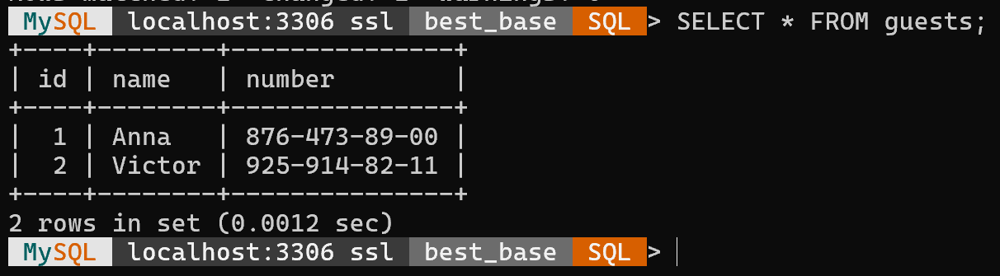 MySQL localhost:3306 ssl best_base SQL > SELECT * FROM guests;
+----+--------+--------------+
| id | name   | number       |
+----+--------+--------------+
|  1 | Anna   | 876-473-89-00 |
|  2 | Victor | 925-914-82-11 |
+----+--------+--------------+
2 rows in set (0.0012 sec)
MySQL localhost:3306 ssl best_base SQL >